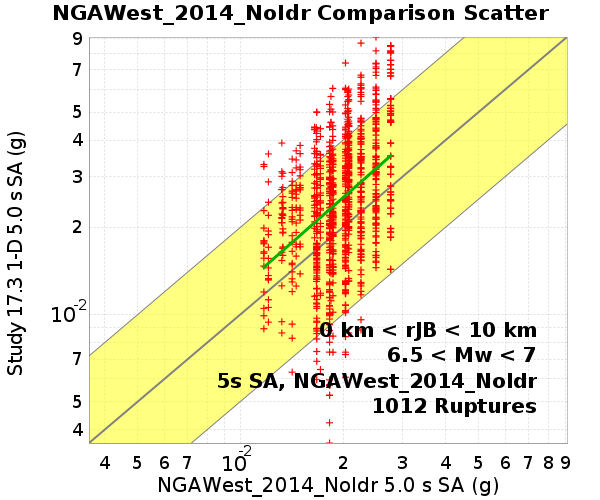 NGAWest_2014_NoIdr Comparison Scatter
9
7
5
4
3
2
10-2
7
5
4
Study 17.3 1-D 5.0 s SA (g)
0 km < rJB < 10 km
6.5 < Mw < 7
5s SA, NGAWest_2014_NoIdr
1012 Ruptures
4 5 6 7 10-2 2 3 4 5 6 7 8 9
NGAWest_2014_NoIdr 5.0 s SA (g)